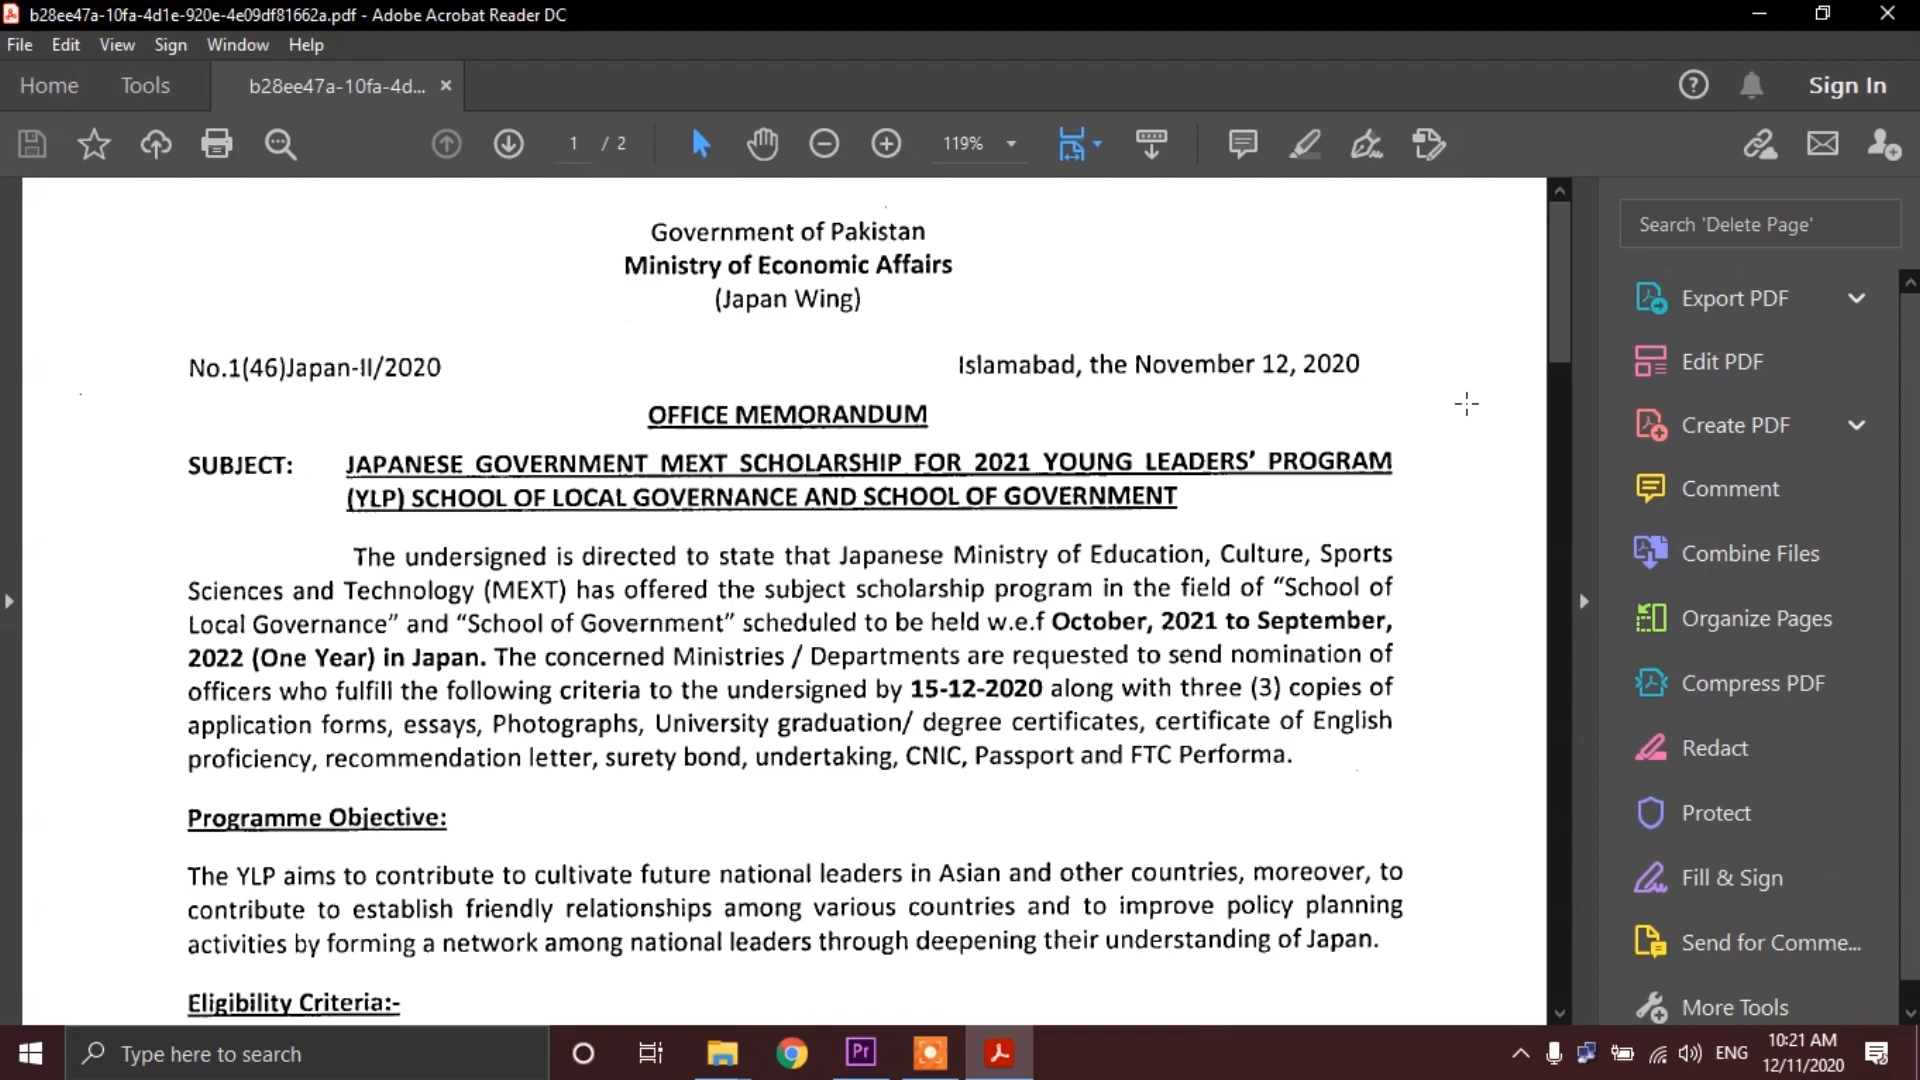 b28ee47a-10fa-4d1e-920e-4e09df81662a.pdf - Adobe Acrobat Reader DC
File Edit View Sign Window Help
Home Tools b28ee47a-10fa-4d... × Sign In
1 / 2 119%
Government of Pakistan
Ministry of Economic Affairs
(Japan Wing)
No.1(46)Japan-II/2020 Islamabad, the November 12, 2020
OFFICE MEMORANDUM
SUBJECT: JAPANESE GOVERNMENT MEXT SCHOLARSHIP FOR 2021 YOUNG LEADERS' PROGRAM
(YLP) SCHOOL OF LOCAL GOVERNANCE AND SCHOOL OF GOVERNMENT
The undersigned is directed to state that Japanese Ministry of Education, Culture, Sports
Sciences and Technology (MEXT) has offered the subject scholarship program in the field of "School of
Local Governance" and "School of Government" scheduled to be held w.e.f October, 2021 to September,
2022 (One Year) in Japan. The concerned Ministries / Departments are requested to send nomination of
officers who fulfill the following criteria to the undersigned by 15-12-2020 along with three (3) copies of
application forms, essays, Photographs, University graduation/ degree certificates, certificate of English
proficiency, recommendation letter, surety bond, undertaking, CNIC, Passport and FTC Performa.
Programme Objective:
The YLP aims to contribute to cultivate future national leaders in Asian and other countries, moreover, to
contribute to establish friendly relationships among various countries and to improve policy planning
activities by forming a network among national leaders through deepening their understanding of Japan.
Eligibility Criteria:-
Search 'Delete Page'
Export PDF
Edit PDF
Create PDF
Comment
Combine Files
Organize Pages
Compress PDF
Redact
Protect
Fill & Sign
Send for Comme...
More Tools
Type here to search
Pr
ENG
10:21 AM
12/11/2020